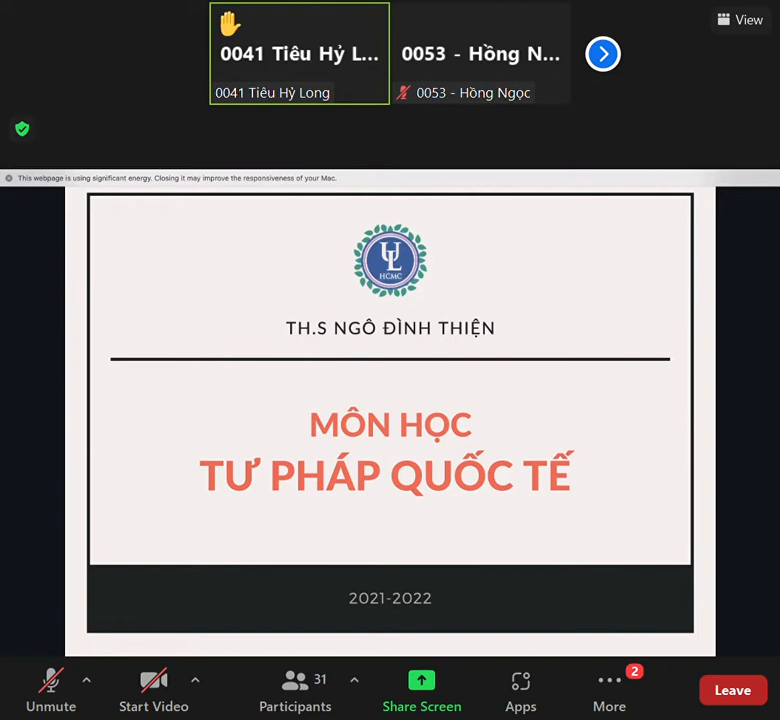 View
0041 Tiêu Hỷ L...
0053 - Hồng N...
0041 Tiêu Hỷ Long
0053 - Hồng Ngọc
This webpage is using significant energy. Closing it may improve the responsiveness of your Mac.
UL
HCMC
TH.S NGÔ ĐÌNH THIỆN
MÔN HỌC
TƯ PHÁP QUỐC TẾ
2021-2022
31
2
Unmute
Start Video
Participants
Share Screen
Apps
More
Leave